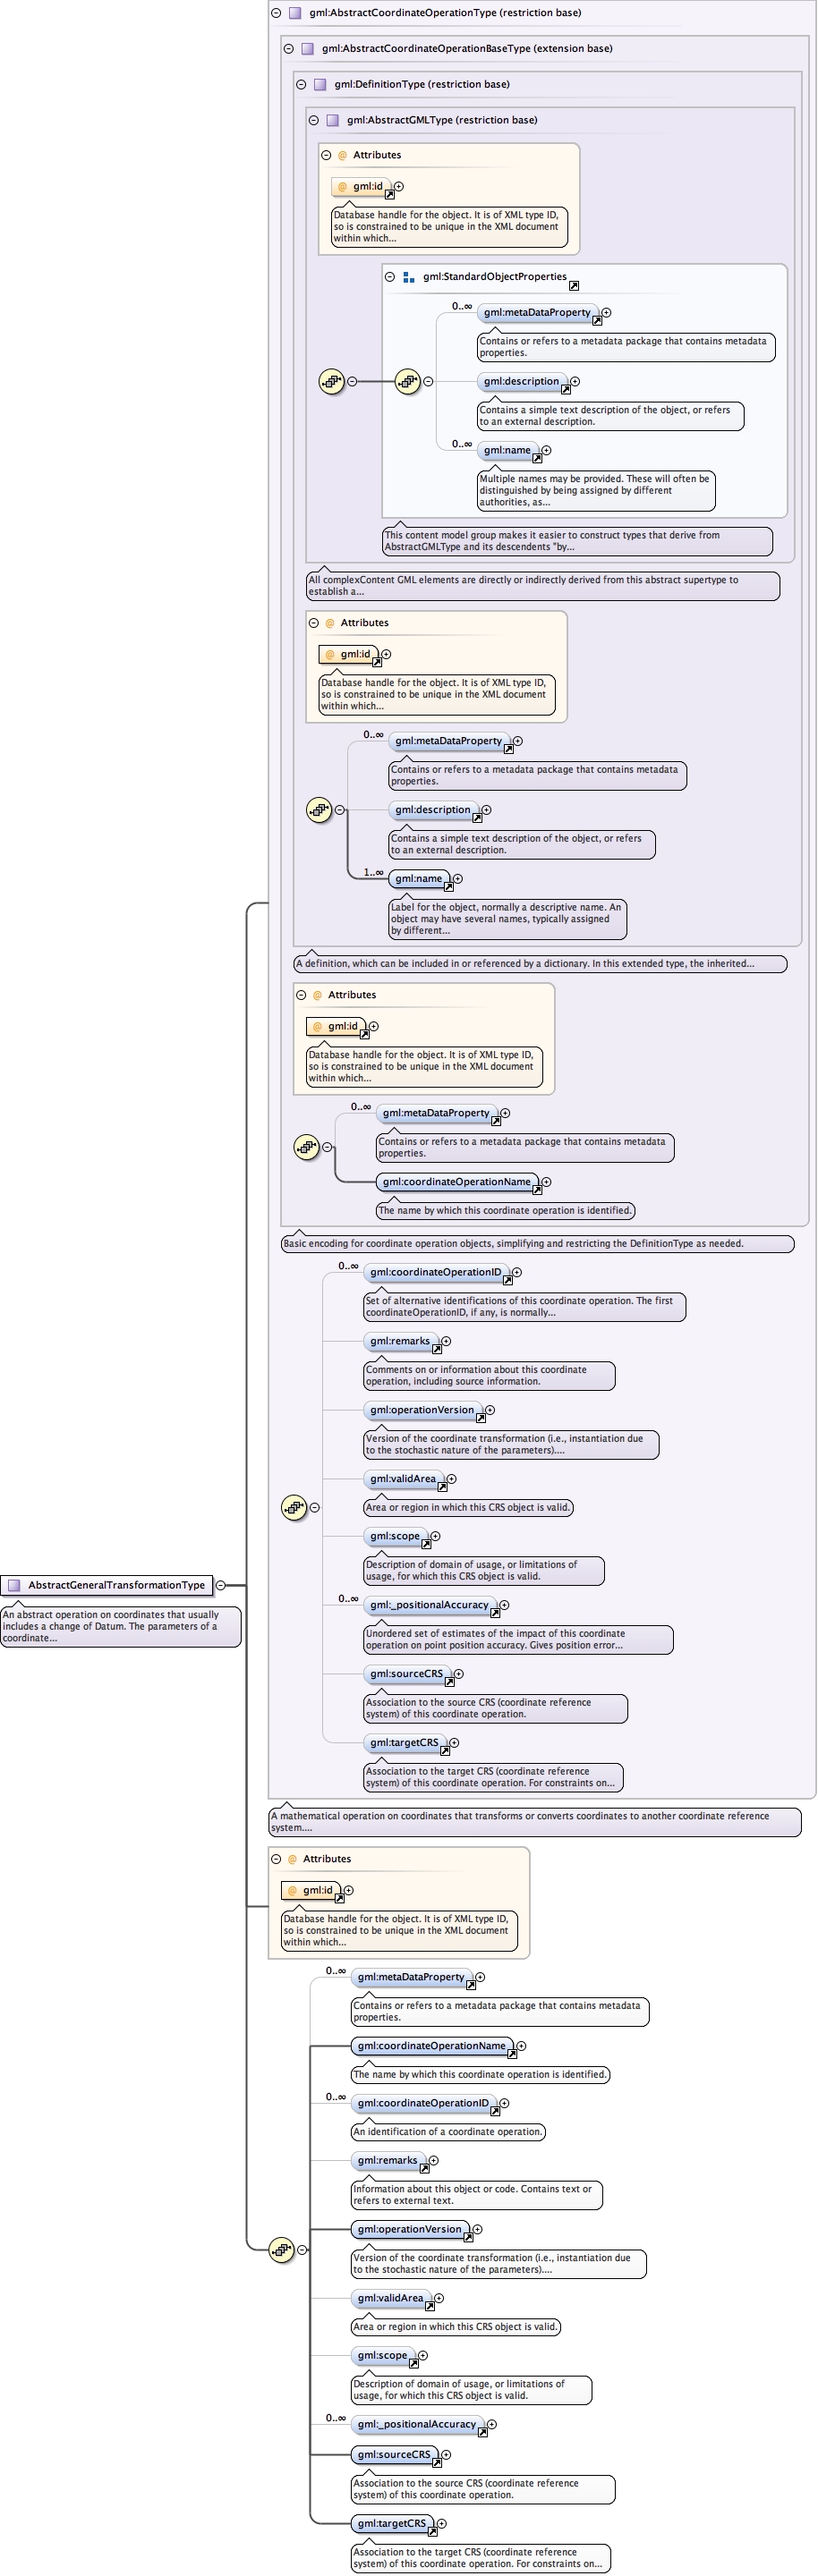 gml:AbstractCoordinateOperationType (restriction base)
gml:AbstractCoordinateOperationBaseType (extension base)
gml:DefinitionType (restriction base)
gml:AbstractGMLType (restriction base)
@ Attributes
@ gml:id
Database handle for the object. It is of XML type ID,
so is constrained to be unique in the XML document
within which...
gml:StandardObjectProperties
0..∞
gml:metaDataProperty
Contains or refers to a metadata package that contains metadata
properties.
gml:description
Contains a simple text description of the object, or refers
to an external description.
0..∞
gml:name
Multiple names may be provided. These will often be
distinguished by being assigned by different
authorities, as...
This content model group makes it easier to construct types that derive from
AbstractGMLType and its descendents "by...
All complexContent GML elements are directly or indirectly derived from this abstract supertype to
establish a...
@ Attributes
@ gml:id
Database handle for the object. It is of XML type ID,
so is constrained to be unique in the XML document
within which...
0..∞
gml:metaDataProperty
Contains or refers to a metadata package that contains metadata
properties.
gml:description
Contains a simple text description of the object, or refers
to an external description.
1..∞
gml:name
Label for the object, normally a descriptive name. An
object may have several names, typically assigned
by different...
A definition, which can be included in or referenced by a dictionary. In this extended type, the inherited...
@ Attributes
@ gml:id
Database handle for the object. It is of XML type ID,
so is constrained to be unique in the XML document
within which...
0..∞
gml:metaDataProperty
Contains or refers to a metadata package that contains metadata
properties.
gml:coordinateOperationName
The name by which this coordinate operation is identified.
Basic encoding for coordinate operation objects, simplifying and restricting the DefinitionType as needed.
0..∞
gml:coordinateOperationID
Set of alternative identifications of this coordinate operation. The first
coordinateOperationID, if any, is normally...
gml:remarks
Comments on or information about this coordinate
operation, including source information.
gml:operationVersion
Version of the coordinate transformation (i.e., instantiation due
to the stochastic nature of the parameters)....
gml:validArea
Area or region in which this CRS object is valid.
gml:scope
Description of domain of usage, or limitations of
usage, for which this CRS object is valid.
AbstractGeneralTransformationType
An abstract operation on coordinates that usually
includes a change of Datum. The parameters of a
coordinate...
0..∞
gml:_positionalAccuracy
Unordered set of estimates of the impact of this coordinate
operation on point position accuracy. Gives position error...
gml:sourceCRS
Association to the source CRS (coordinate reference
system) of this coordinate operation.
gml:targetCRS
Association to the target CRS (coordinate reference
system) of this coordinate operation. For constraints on...
A mathematical operation on coordinates that transforms or converts coordinates to another coordinate reference
system....
@ Attributes
@ gml:id
Database handle for the object. It is of XML type ID,
so is constrained to be unique in the XML document
within which...
0..∞
gml:metaDataProperty
Contains or refers to a metadata package that contains metadata
properties.
gml:coordinateOperationName
The name by which this coordinate operation is identified.
0..∞
gml:coordinateOperationID
An identification of a coordinate operation.
gml:remarks
Information about this object or code. Contains text or
refers to external text.
gml:operationVersion
Version of the coordinate transformation (i.e., instantiation due
to the stochastic nature of the parameters)....
gml:validArea
Area or region in which this CRS object is valid.
gml:scope
Description of domain of usage, or limitations of
usage, for which this CRS object is valid.
0..∞
gml:_positionalAccuracy
gml:sourceCRS
Association to the source CRS (coordinate reference
system) of this coordinate operation.
gml:targetCRS
Association to the target CRS (coordinate reference
system) of this coordinate operation. For constraints on...